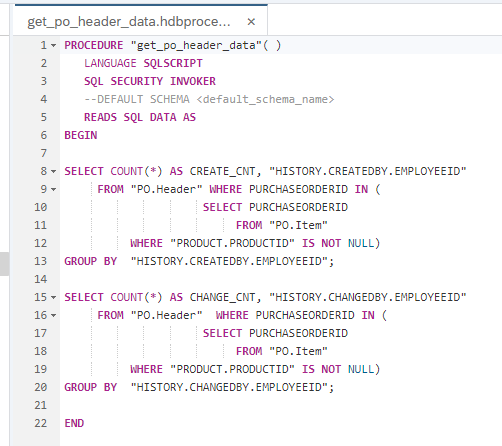 get_po_header_data.hdbproce... ×
1 PROCEDURE "get_po_header_data"( )
2 LANGUAGE SQLSCRIPT
3 SQL SECURITY INVOKER
4 --DEFAULT SCHEMA <default_schema_name>
5 READS SQL DATA AS
6 BEGIN
7
8 SELECT COUNT(*) AS CREATE_CNT, "HISTORY.CREATEDBY.EMPLOYEEID"
9 FROM "PO.Header" WHERE PURCHASEORDERID IN (
10 SELECT PURCHASEORDERID
11 FROM "PO.Item"
12 WHERE "PRODUCT.PRODUCTID" IS NOT NULL)
13 GROUP BY  "HISTORY.CREATEDBY.EMPLOYEEID";
14
15 SELECT COUNT(*) AS CHANGE_CNT, "HISTORY.CHANGEDBY.EMPLOYEEID"
16 FROM "PO.Header"  WHERE PURCHASEORDERID IN (
17 SELECT PURCHASEORDERID
18 FROM "PO.Item"
19 WHERE "PRODUCT.PRODUCTID" IS NOT NULL)
20 GROUP BY  "HISTORY.CHANGEDBY.EMPLOYEEID";
21
22 END